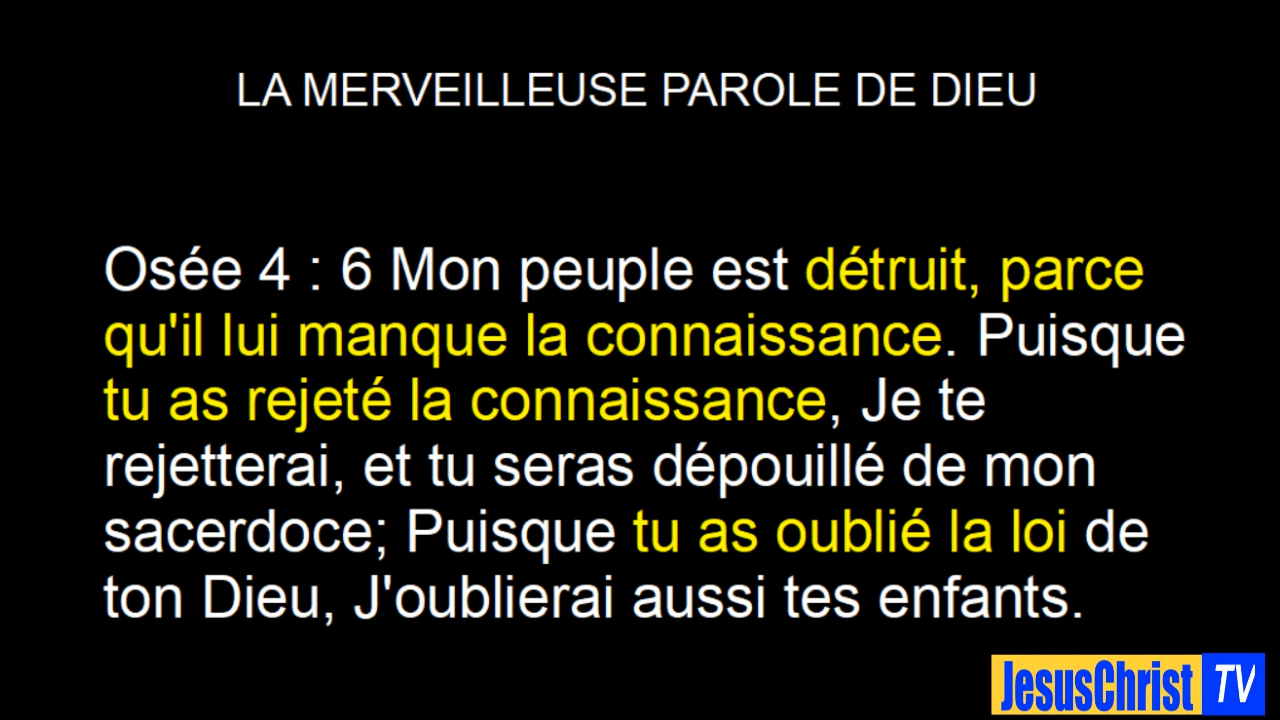 LA MERVEILLEUSE PAROLE DE DIEU
Osée 4 : 6 Mon peuple est détruit, parce
qu'il lui manque la connaissance. Puisque
tu as rejeté la connaissance, Je te
rejetterai, et tu seras dépouillé de mon
sacerdoce; Puisque tu as oublié la loi de
ton Dieu, J'oublierai aussi tes enfants.
JesusChrist TV